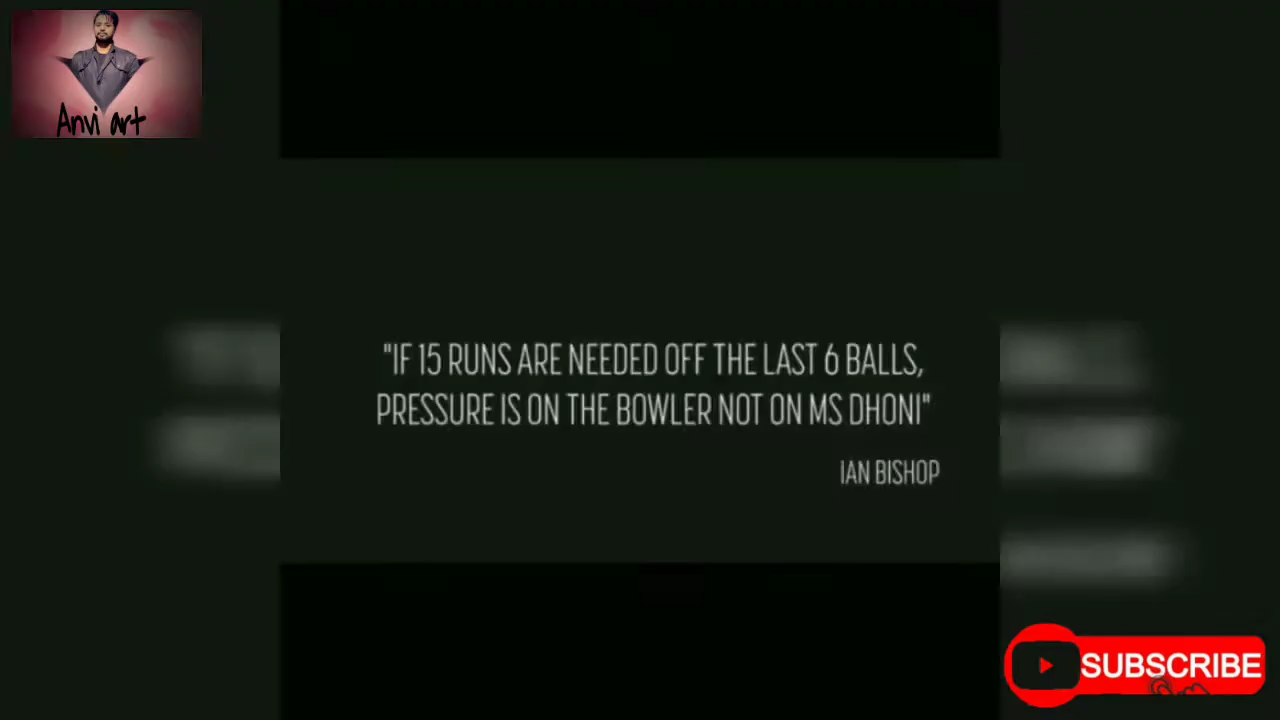 Anvi art
"IF 15 RUNS ARE NEEDED OFF THE LAST 6 BALLS,
PRESSURE IS ON THE BOWLER NOT ON MS DHONI"
IAN BISHOP
SUBSCRIBE